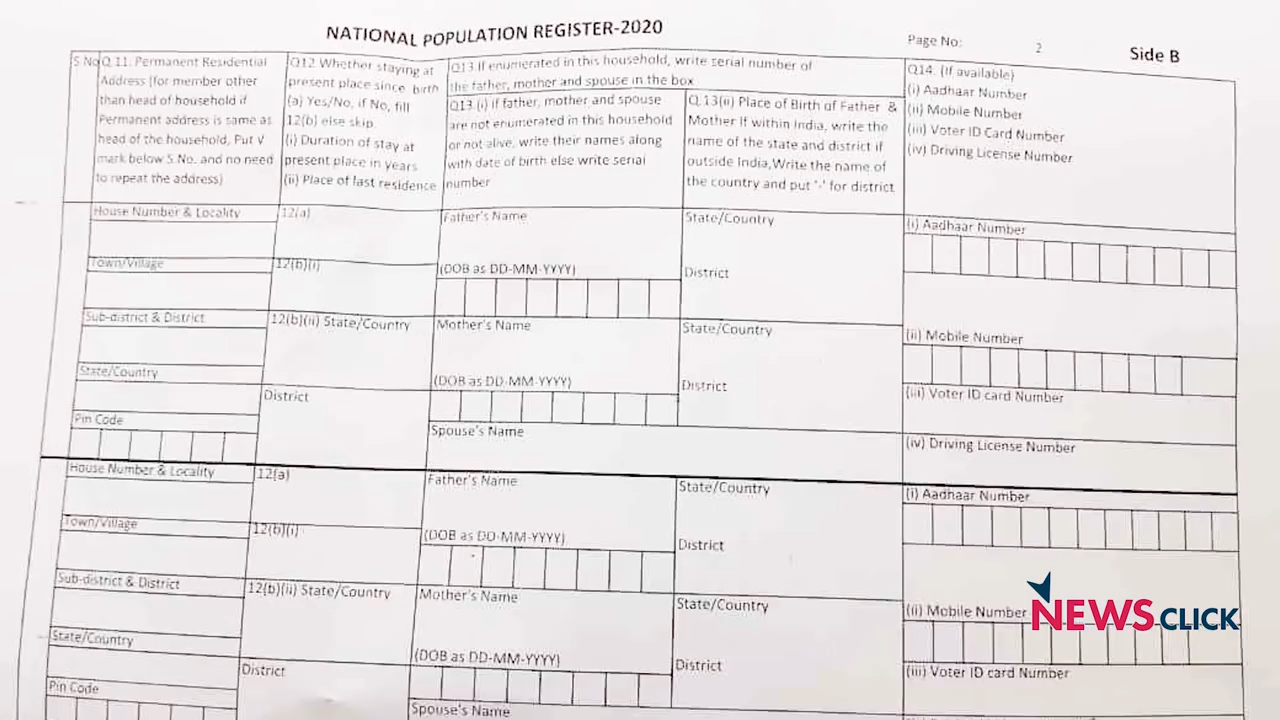 NATIONAL POPULATION REGISTER-2020
Page No: 2
Side B
S.No
Q 11. Permanent Residential
Address (for member other
than head of household if
Permanent address is same as
head of the household, Put √
mark below S.No. and no need
to repeat the address)
Q12 Whether staying at
present place since birth
(a) Yes/No, if No, fill
12(b) else skip.
(i) Duration of stay at
present place in years
(ii) Place of last residence
Q13 If enumerated in this household, write serial number of
the father, mother and spouse in the box
Q13 (i) If father, mother and spouse
are not enumerated in this household
or not alive, write their names along
with date of birth else write serial
number
Q.13(ii) Place of Birth of Father &
Mother If within India, write the
name of the state and district if
outside India,Write the name of
the country and put '-' for district
Q14. (If available)
(i) Aadhaar Number
(ii) Mobile Number
(iii) Voter ID Card Number
(iv) Driving License Number
House Number & Locality
Town/Village
Sub-district & District
State/Country
Pin Code
12(a)
12(b)(i)
12(b)(ii) State/Country
District
Father's Name
(DOB as DD-MM-YYYY)
Mother's Name
(DOB as DD-MM-YYYY)
Spouse's Name
State/Country
District
State/Country
District
(i) Aadhaar Number
(ii) Mobile Number
(iii) Voter ID card Number
(iv) Driving License Number
House Number & Locality
Town/Village
Sub-district & District
State/Country
Pin Code
12(a)
12(b)(i)
12(b)(ii) State/Country
District
Father's Name
(DOB as DD-MM-YYYY)
Mother's Name
(DOB as DD-MM-YYYY)
Spouse's Name
State/Country
District
State/Country
District
(i) Aadhaar Number
(ii) Mobile Number
(iii) Voter ID card Number
NEWSCLICK